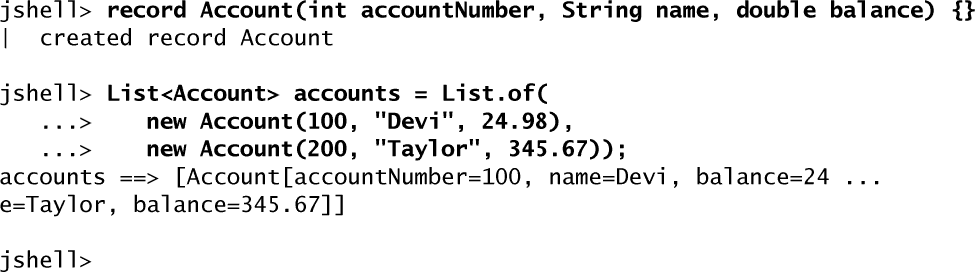 jshell> record Account(int accountNumber, String name, double balance) {}
|  created record Account

jshell> List<Account> accounts = List.of(
   ...>    new Account(100, "Devi", 24.98),
   ...>    new Account(200, "Taylor", 345.67));
accounts ==> [Account[accountNumber=100, name=Devi, balance=24 ...
e=Taylor, balance=345.67]]

jshell>